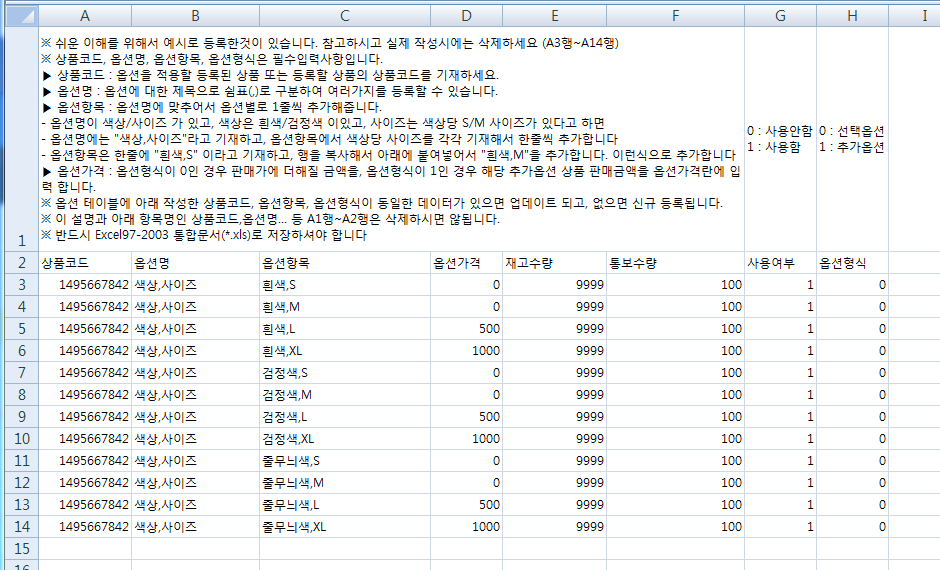 A B C D E F G H I
※ 쉬운 이해를 위해서 예시로 등록한것이 있습니다. 참고하시고 실제 작성시에는 삭제하세요 (A3행~A14행)
※ 상품코드, 옵션명, 옵션항목, 옵션형식은 필수입력사항입니다.
▶ 상품코드 : 옵션을 적용할 등록된 상품 또는 등록할 상품의 상품코드를 기재하세요.
▶ 옵션명 : 옵션에 대한 제목으로 쉼표(,)로 구분하여 여러가지를 등록할 수 있습니다.
▶ 옵션항목 : 옵션명에 맞추어서 옵션별로 1줄씩 추가해줍니다.
- 옵션명이 색상/사이즈 가 있고, 색상은 흰색/검정색 이있고, 사이즈는 색상당 S/M 사이즈가 있다고 하면
- 옵션명에는 "색상,사이즈"라고 기재하고, 옵션항목에서 색상당 사이즈를 각각 기재해서 한줄씩 추가합니다
- 옵션항목은 한줄에 "흰색,S" 이라고 기재하고, 행을 복사해서 아래에 붙여넣어서 "흰색,M"을 추가합니다. 이런식으로 추가합니다
▶ 옵션가격 : 옵션형식이 0인 경우 판매가에 더해질 금액을, 옵션형식이 1인 경우 해당 추가옵션 상품 판매금액을 옵션가격란에 입
력 합니다.
※ 옵션 테이블에 아래 작성한 상품코드, 옵션항목, 옵션형식이 동일한 데이터가 있으면 업데이트 되고, 없으면 신규 등록됩니다.
※ 이 설명과 아래 항목명인 상품코드,옵션명... 등 A1행~A2행은 삭제하시면 않됩니다.
※ 반드시 Excel97-2003 통합문서(*.xls)로 저장하셔야 합니다
0 : 사용안함 0 : 선택옵션
1 : 사용함 1 : 추가옵션
1
2 상품코드 옵션명 옵션항목 옵션가격 재고수량 통보수량 사용여부 옵션형식
3 1495667842 색상,사이즈 흰색,S 0 9999 100 1 0
4 1495667842 색상,사이즈 흰색,M 0 9999 100 1 0
5 1495667842 색상,사이즈 흰색,L 500 9999 100 1 0
6 1495667842 색상,사이즈 흰색,XL 1000 9999 100 1 0
7 1495667842 색상,사이즈 검정색,S 0 9999 100 1 0
8 1495667842 색상,사이즈 검정색,M 0 9999 100 1 0
9 1495667842 색상,사이즈 검정색,L 500 9999 100 1 0
10 1495667842 색상,사이즈 검정색,XL 1000 9999 100 1 0
11 1495667842 색상,사이즈 줄무늬색,S 0 9999 100 1 0
12 1495667842 색상,사이즈 줄무늬색,M 0 9999 100 1 0
13 1495667842 색상,사이즈 줄무늬색,L 500 9999 100 1 0
14 1495667842 색상,사이즈 줄무늬색,XL 1000 9999 100 1 0
15
16